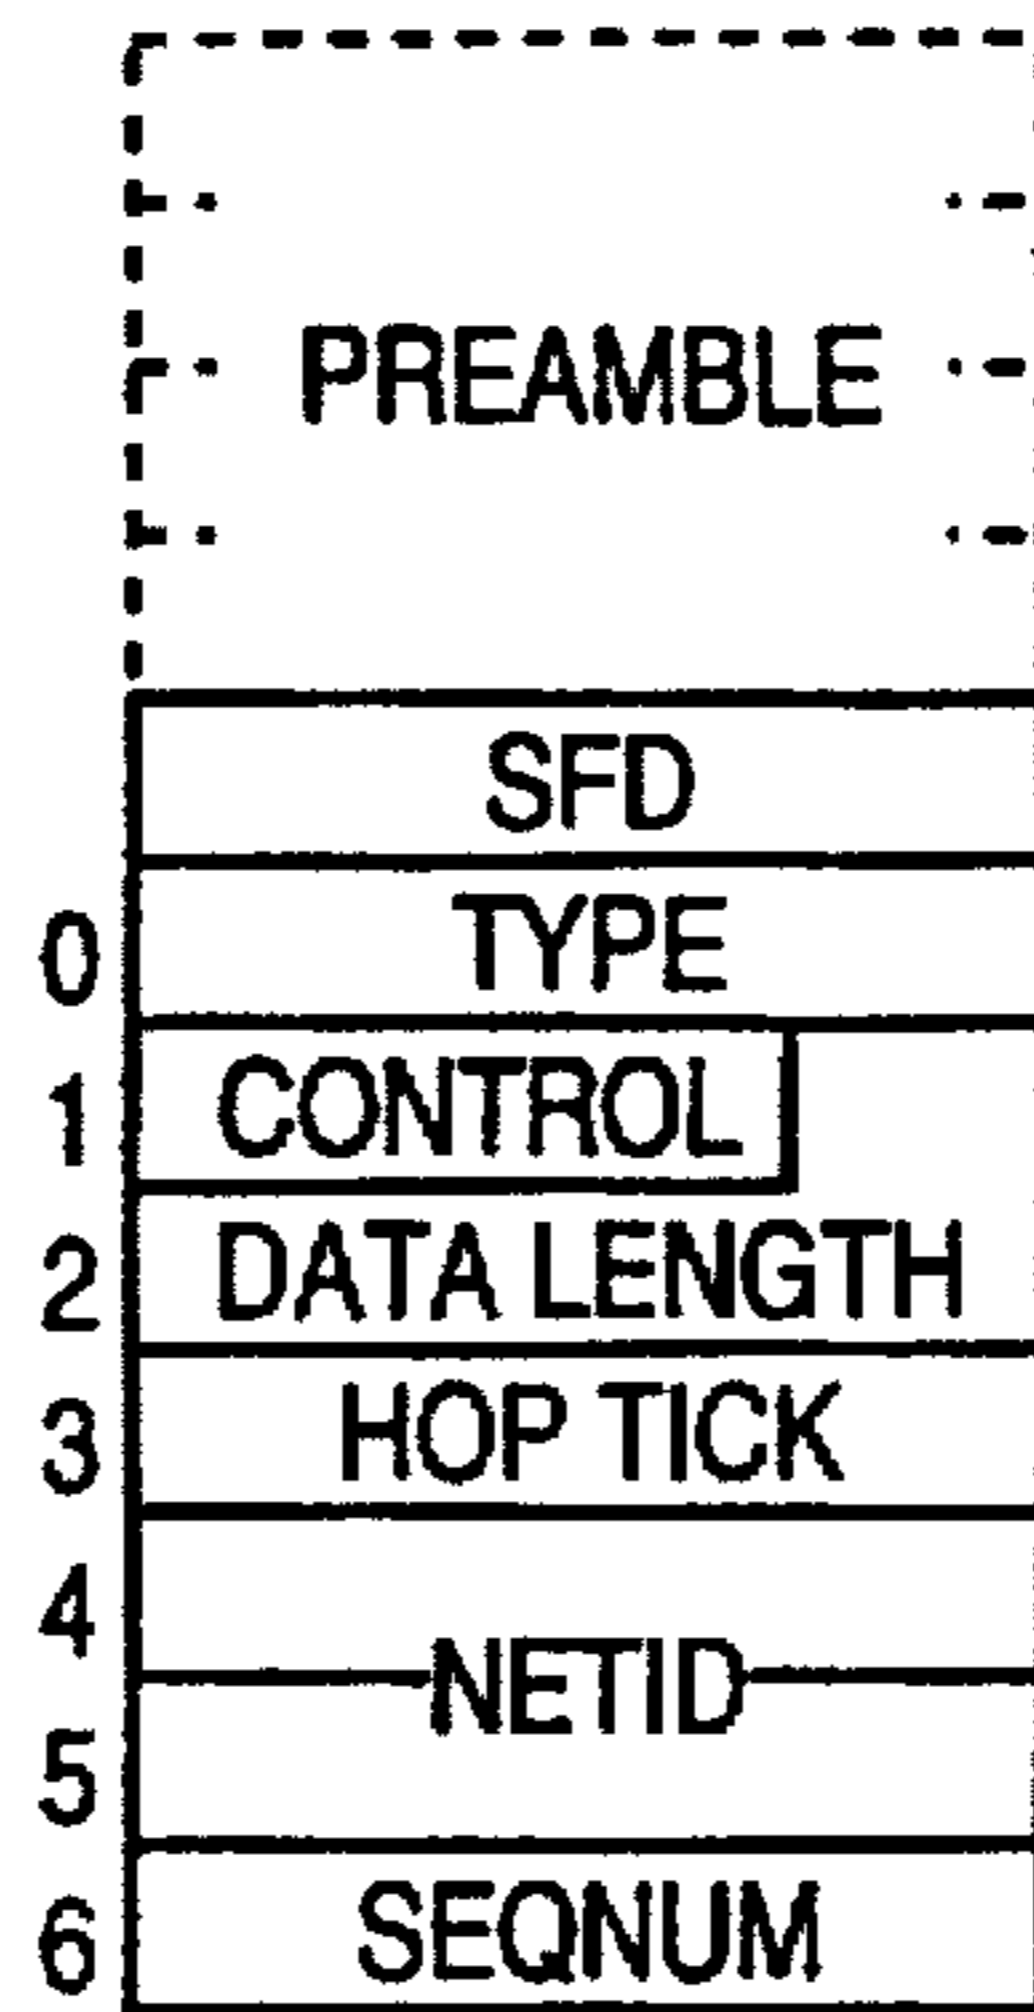 PREAMBLE
SFD
0 TYPE
1 CONTROL
2 DATA LENGTH
3 HOP TICK
4
NETID
5
6 SEQNUM